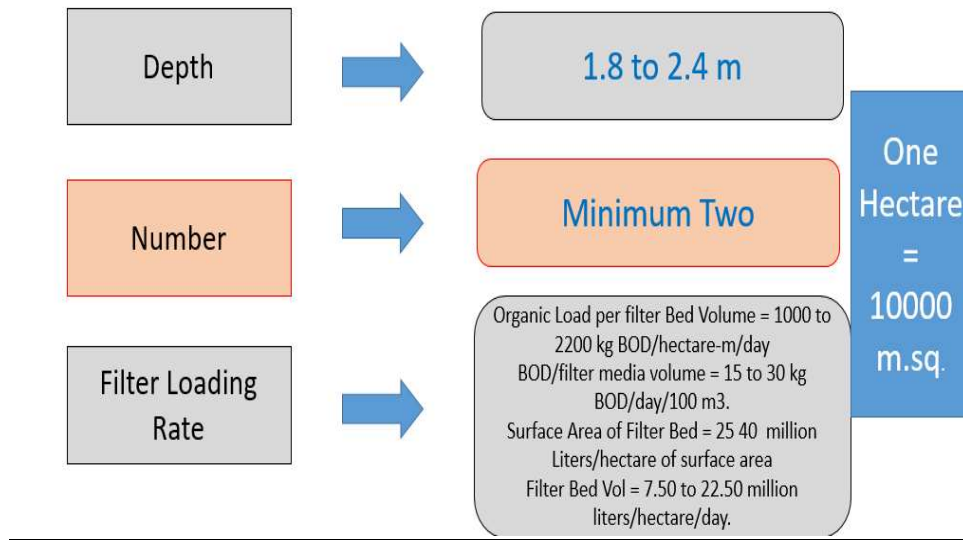 Depth
1.8 to 2.4 m
Number
Minimum Two
Filter Loading
Rate
Organic Load per filter Bed Volume = 1000 to
2200 kg BOD/hectare-m/day
BOD/filter media volume = 15 to 30 kg
BOD/day/100 m3.
Surface Area of Filter Bed = 25 40 million
Liters/hectare of surface area
Filter Bed Vol = 7.50 to 22.50 million
liters/hectare/day.
One
Hectare
=
10000
m.sq.